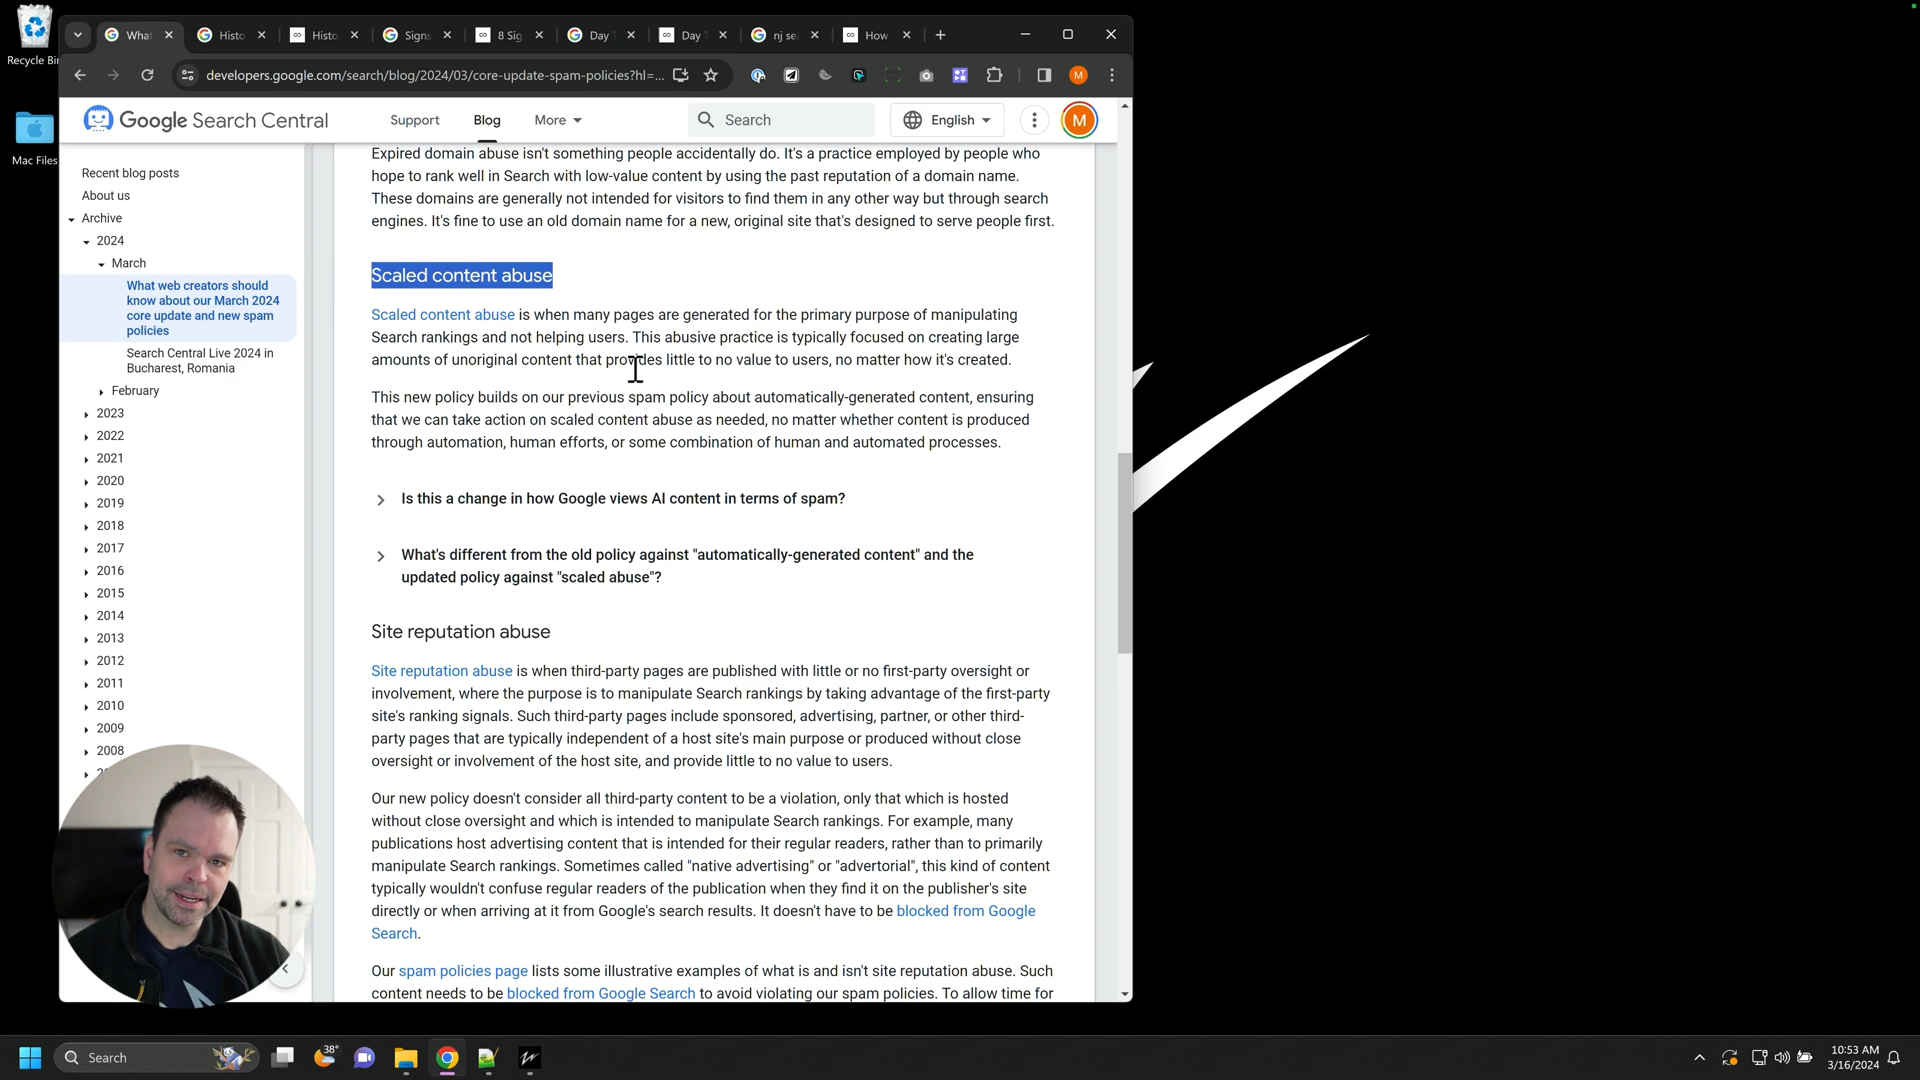 Recycle Bin
Mac Files
What
Histo
Histo
Signs
8 Sig
Day
Day
nj se
How
developers.google.com/search/blog/2024/03/core-update-spam-policies?hl=...
M
Google Search Central
Support
Blog
More
Search
English
M
Recent blog posts
About us
Archive
2024
March
What web creators should
know about our March 2024
core update and new spam
policies
Search Central Live 2024 in
Bucharest, Romania
February
2023
2022
2021
2020
2019
2018
2017
2016
2015
2014
2013
2012
2011
2010
2009
2008
Expired domain abuse isn't something people accidentally do. It's a practice employed by people who
hope to rank well in Search with low-value content by using the past reputation of a domain name.
These domains are generally not intended for visitors to find them in any other way but through search
engines. It's fine to use an old domain name for a new, original site that's designed to serve people first.
Scaled content abuse
Scaled content abuse is when many pages are generated for the primary purpose of manipulating
Search rankings and not helping users. This abusive practice is typically focused on creating large
amounts of unoriginal content that provides little to no value to users, no matter how it's created.
This new policy builds on our previous spam policy about automatically-generated content, ensuring
that we can take action on scaled content abuse as needed, no matter whether content is produced
through automation, human efforts, or some combination of human and automated processes.
Is this a change in how Google views AI content in terms of spam?
What's different from the old policy against "automatically-generated content" and the
updated policy against "scaled abuse"?
Site reputation abuse
Site reputation abuse is when third-party pages are published with little or no first-party oversight or
involvement, where the purpose is to manipulate Search rankings by taking advantage of the first-party
site's ranking signals. Such third-party pages include sponsored, advertising, partner, or other third-
party pages that are typically independent of a host site's main purpose or produced without close
oversight or involvement of the host site, and provide little to no value to users.
Our new policy doesn't consider all third-party content to be a violation, only that which is hosted
without close oversight and which is intended to manipulate Search rankings. For example, many
publications host advertising content that is intended for their regular readers, rather than to primarily
manipulate Search rankings. Sometimes called "native advertising" or "advertorial", this kind of content
typically wouldn't confuse regular readers of the publication when they find it on the publisher's site
directly or when arriving at it from Google's search results. It doesn't have to be blocked from Google
Search.
Our spam policies page lists some illustrative examples of what is and isn't site reputation abuse. Such
content needs to be blocked from Google Search to avoid violating our spam policies. To allow time for
Search
38°
10:53 AM
3/16/2024